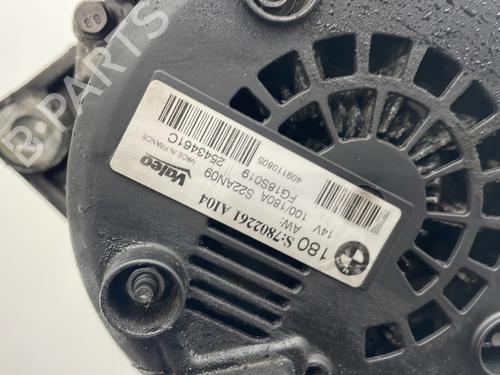 180 S:7802261 AI04
AW:
14V 100/180A S22AN09
FG18S019 2543461C
409110805
Valeo
MADE IN FRANCE
B-PARTS